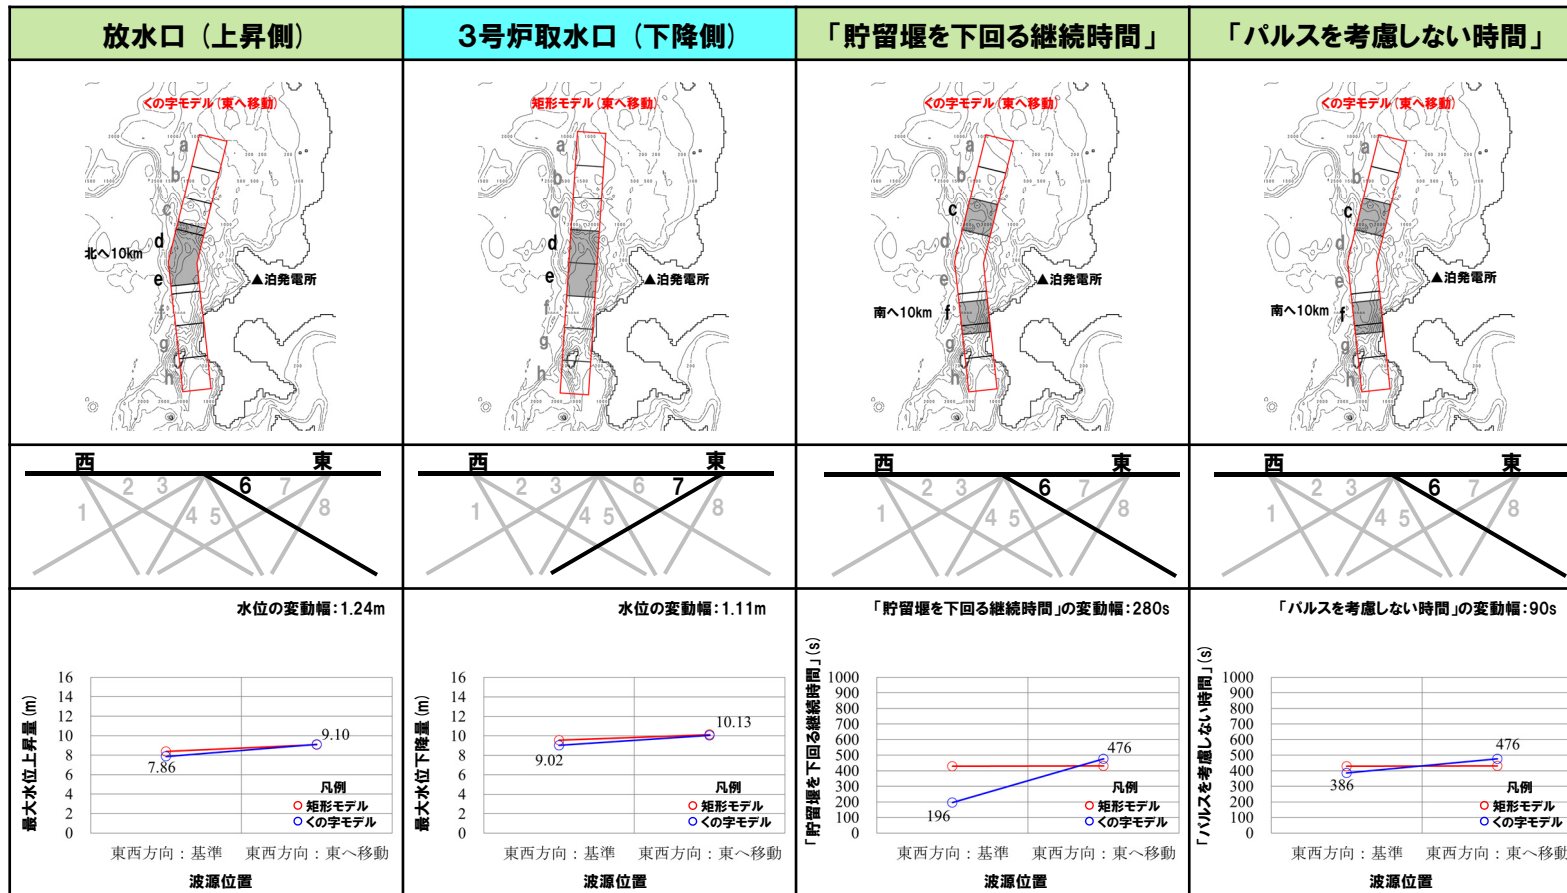 放水口（上昇側）
3号炉取水口（下降側）
「貯留堰を下回る継続時間」
「パルスを考慮しない時間」
くの字モデル（東へ移動）
a
b
c
d
北へ10km
e
▲泊発電所
f
g
h
矩形モデル（東へ移動）
a
b
c
d
e
▲泊発電所
f
g
h
くの字モデル（東へ移動）
a
b
c
d
e
▲泊発電所
南へ10km
f
g
h
くの字モデル（東へ移動）
a
b
c
d
e
▲泊発電所
南へ10km
f
g
h
西 東
1 2 3 4 5 6 7 8
西 東
1 2 3 4 5 6 7 8
西 東
1 2 3 4 5 6 7 8
西 東
1 2 3 4 5 6 7 8
水位の変動幅：1.24m
最大水位上昇量（m）
16
14
12
10
8
6
4
2
0
7.86
9.10
凡例
矩形モデル
くの字モデル
東西方向：基準 東西方向：東へ移動
波源位置
水位の変動幅：1.11m
最大水位下降量（m）
16
14
12
10
8
6
4
2
0
9.02
10.13
凡例
矩形モデル
くの字モデル
東西方向：基準 東西方向：東へ移動
波源位置
「貯留堰を下回る継続時間」の変動幅：280s
「貯留堰を下回る継続時間」（s）
1000
900
800
700
600
500
400
300
200
100
0
196
476
凡例
矩形モデル
くの字モデル
東西方向：基準 東西方向：東へ移動
波源位置
「パルスを考慮しない時間」の変動幅：90s
「パルスを考慮しない時間」（s）
1000
900
800
700
600
500
400
300
200
100
0
386
476
凡例
矩形モデル
くの字モデル
東西方向：基準 東西方向：東へ移動
波源位置